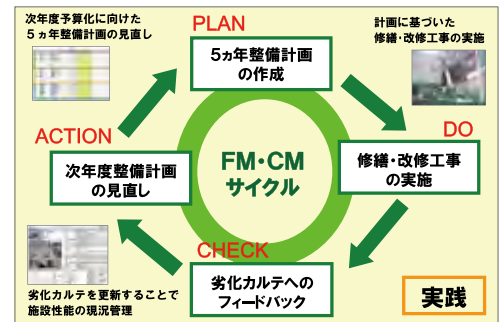 次年度予算化に向けた
5ヵ年整備計画の見直し
PLAN
5ヵ年整備計画
の作成
計画に基づいた
修繕・改修工事の実施
ACTION
次年度整備計画
の見直し
FM・CM
サイクル
DO
修繕・改修工事
の実施
CHECK
劣化カルテへの
フィードバック
劣化カルテを更新することで
施設性能の現況管理
実践